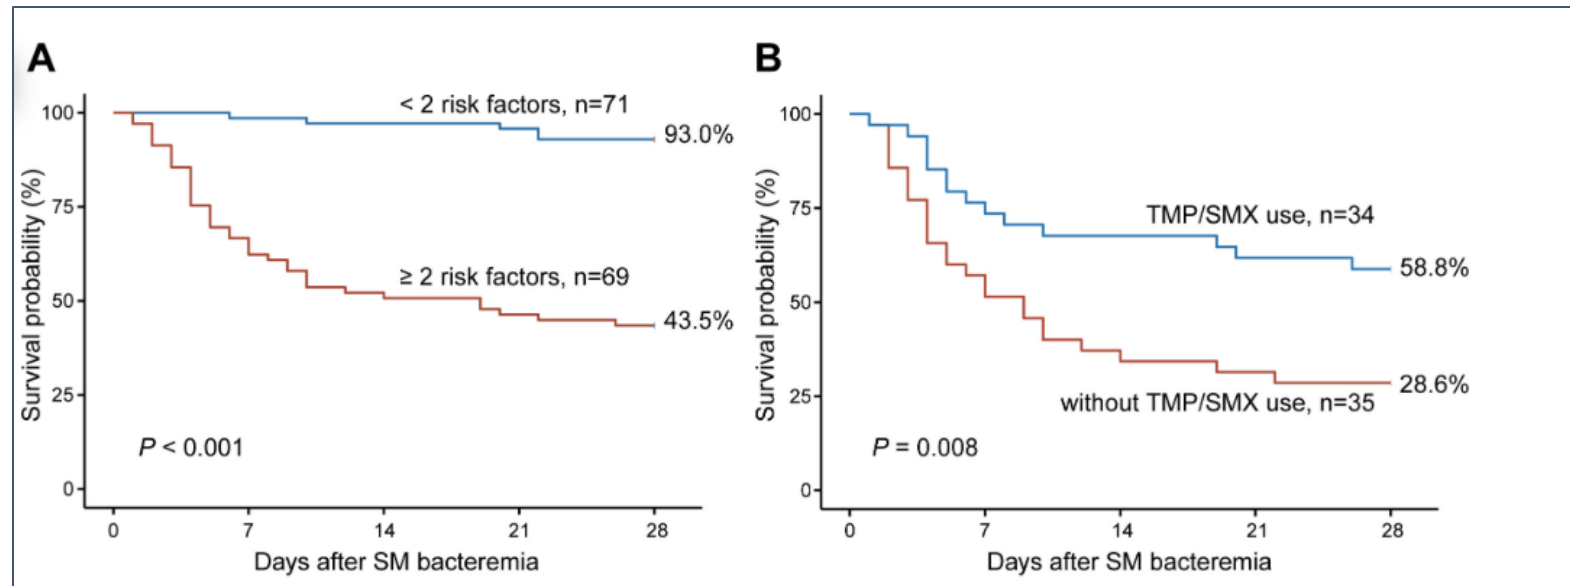 A
Survival probability (%)
100
75
50
25
0
< 2 risk factors, n=71
93.0%
≥ 2 risk factors, n=69
43.5%
P < 0.001
0 7 14 21 28
Days after SM bacteremia
B
Survival probability (%)
100
75
50
25
0
TMP/SMX use, n=34
58.8%
28.6%
without TMP/SMX use, n=35
P = 0.008
0 7 14 21 28
Days after SM bacteremia